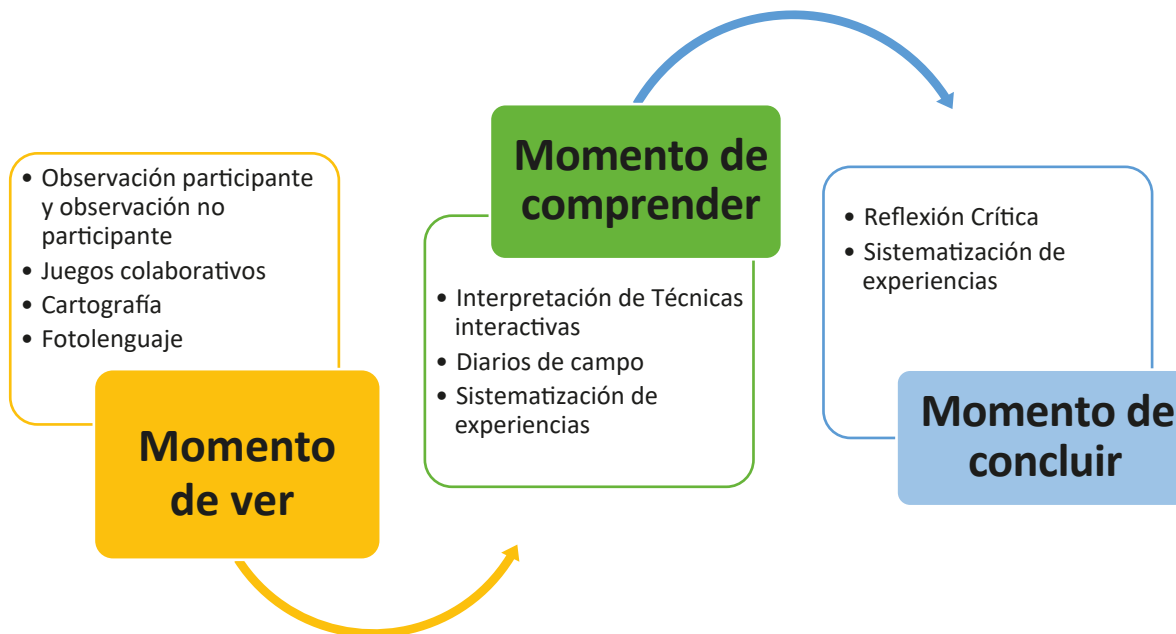 • Observación participante
y observación no
participante
• Juegos colaborativos
• Cartografía
• Fotolenguaje
Momento
de ver
Momento de
comprender
• Interpretación de Técnicas
interactivas
• Diarios de campo
• Sistematización de
experiencias
• Reflexión Crítica
• Sistematización de
experiencias
Momento de
concluir